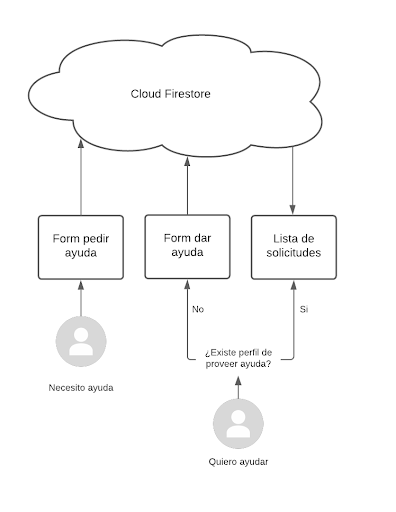 Cloud Firestore
Form pedir
ayuda
Form dar
ayuda
Lista de
solicitudes
No
Si
¿Existe perfil de
proveer ayuda?
Necesito ayuda
Quiero ayudar